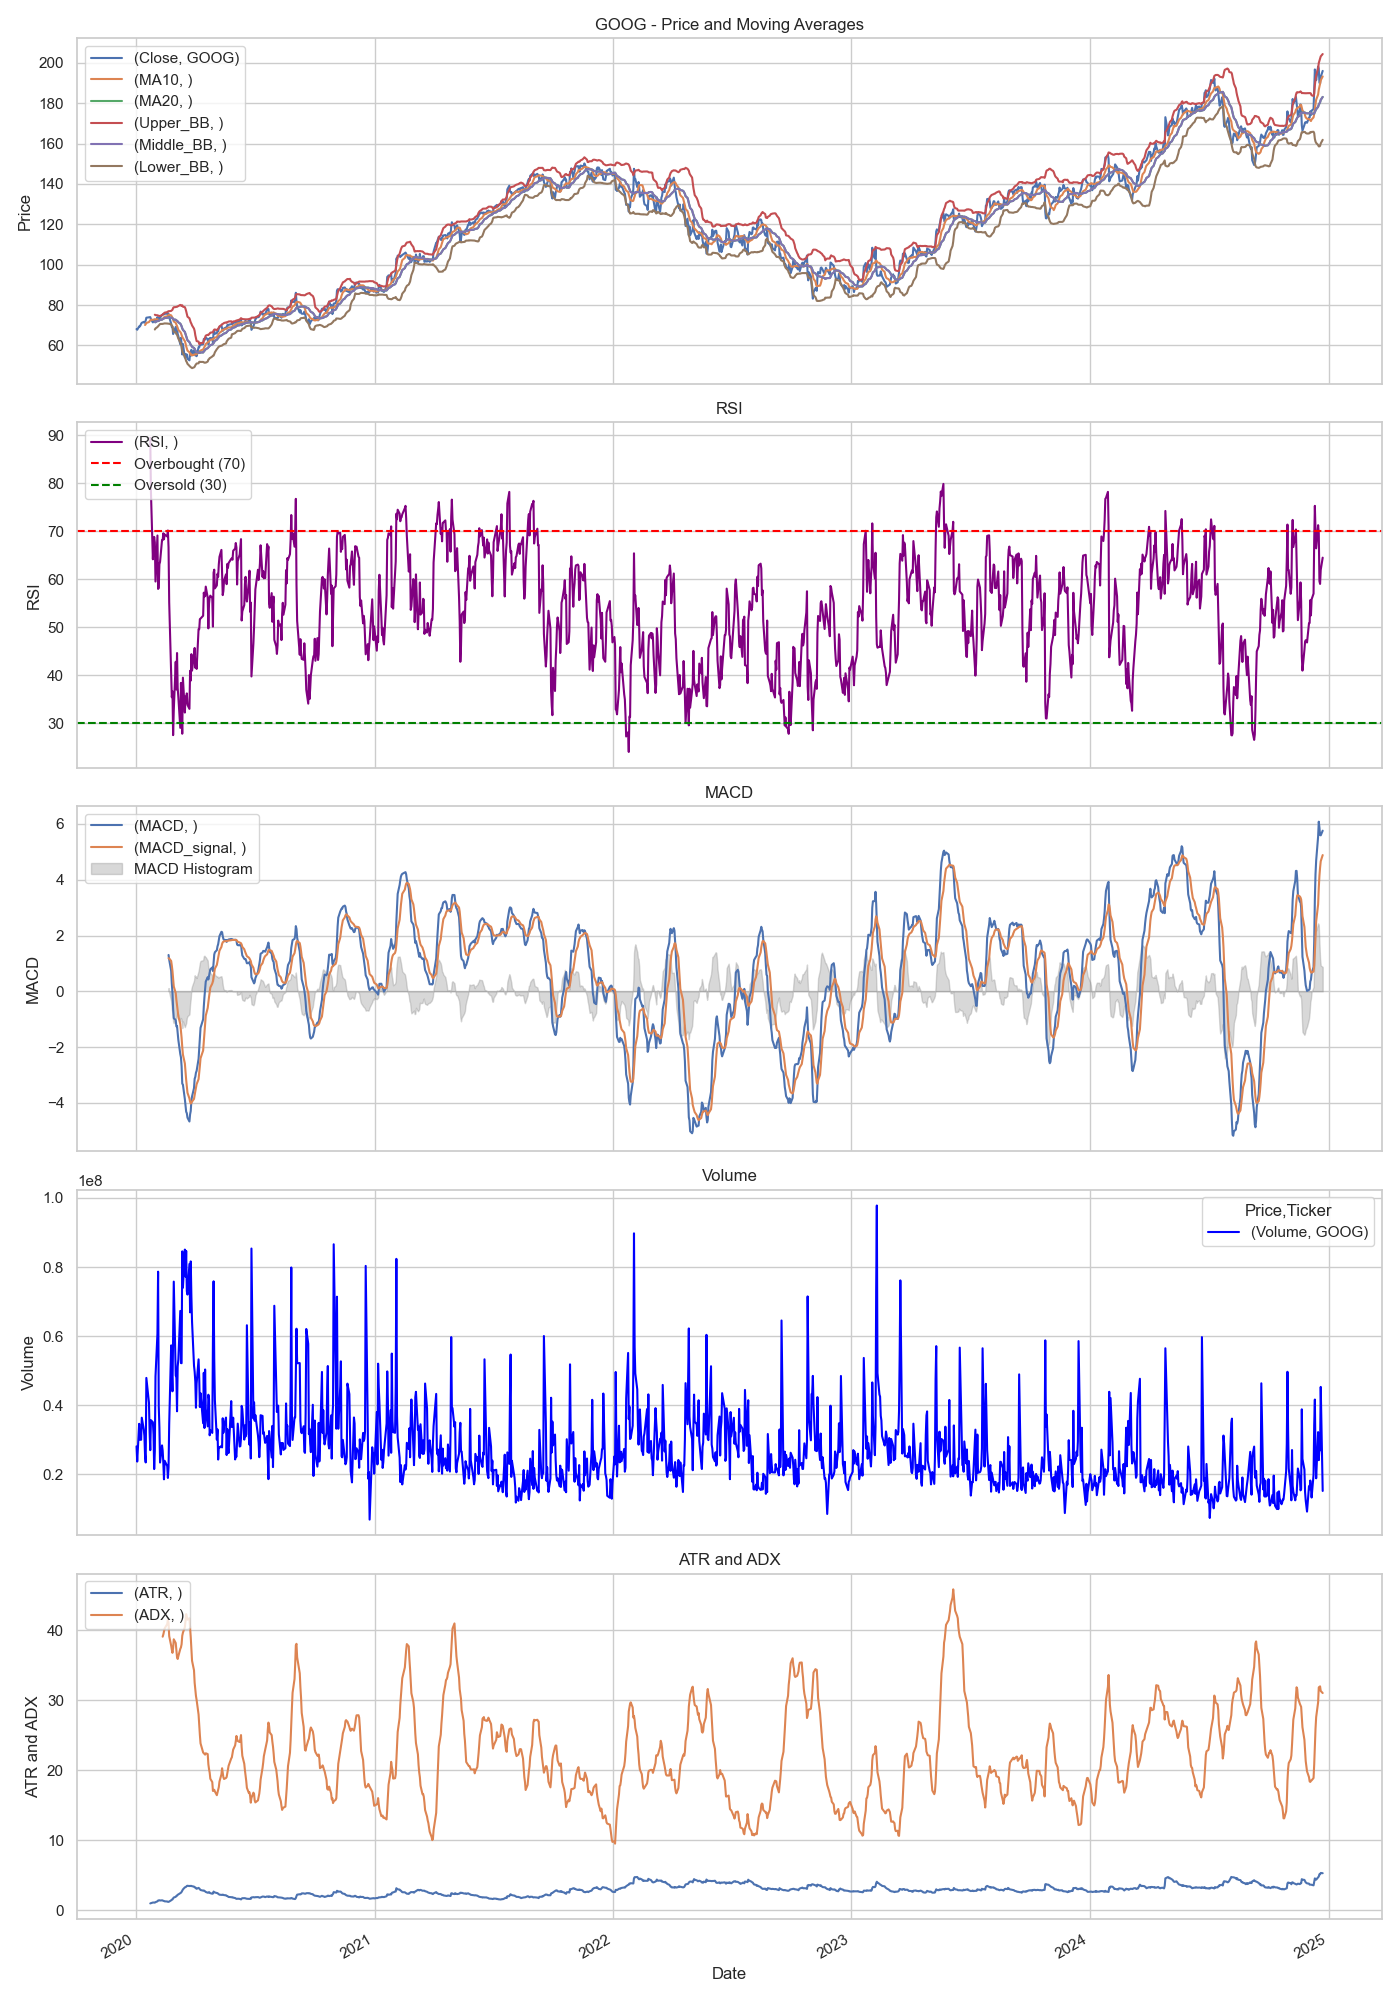 GOOG - Price and Moving Averages
(Close, GOOG)
(MA10, )
(MA20, )
(Upper_BB, )
(Middle_BB, )
(Lower_BB, )
200
180
160
140
120
100
80
60
Price
RSI
(RSI, )
Overbought (70)
Oversold (30)
90
80
70
60
50
40
30
RSI
MACD
(MACD, )
(MACD_signal, )
MACD Histogram
6
4
2
0
−2
−4
MACD
Volume
1e8
Price,Ticker
(Volume, GOOG)
1.0
0.8
0.6
0.4
0.2
Volume
ATR and ADX
(ATR, )
(ADX, )
40
30
20
10
0
ATR and ADX
2020
2021
2022
2023
2024
2025
Date